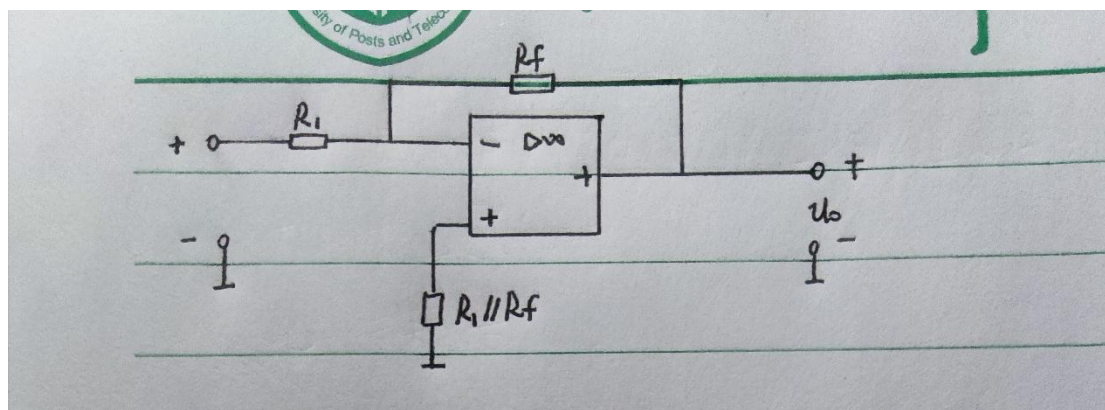 sity of Posts and Teleco
Rf
R1
+
- ▷∞
+
+
+
u₀
-
-
R1//Rf